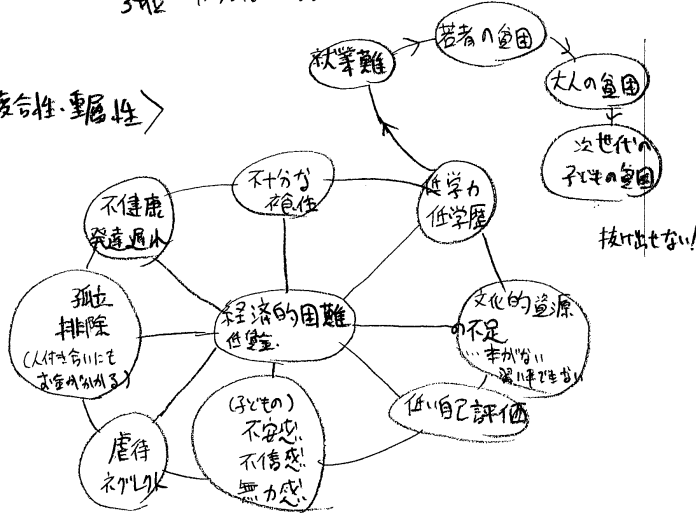 若者の貧困
就業難
大人の貧困
複合性・重層性〉
次世代の
子どもの貧困
抜け出せない!
不十分な
衣食住
低学力
低学歴
不健康
発達遅れ
孤立
排除
(人付き合いにも
お金がかかる)
経済的困難
低賃金.
文化的資源
の不足
…本がない
習い事できない
低い自己評価
(子どもの)
不安感
不信感
無力感
虐待
ネグレクト